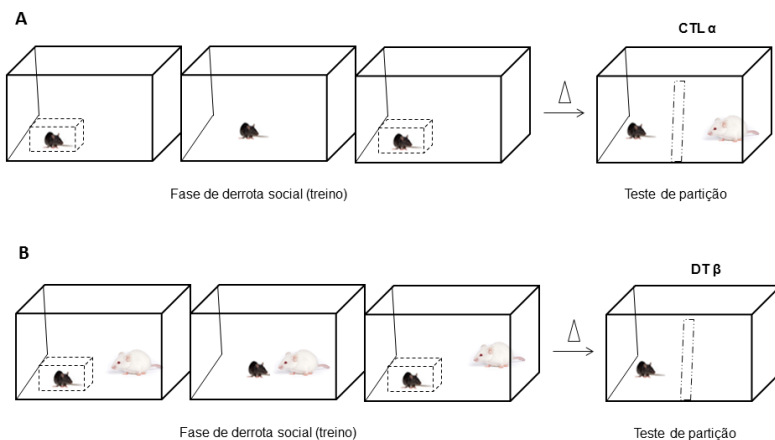 A
CTL α
Δ
Fase de derrota social (treino)
Teste de partição
B
DT β
Δ
Fase de derrota social (treino)
Teste de partição